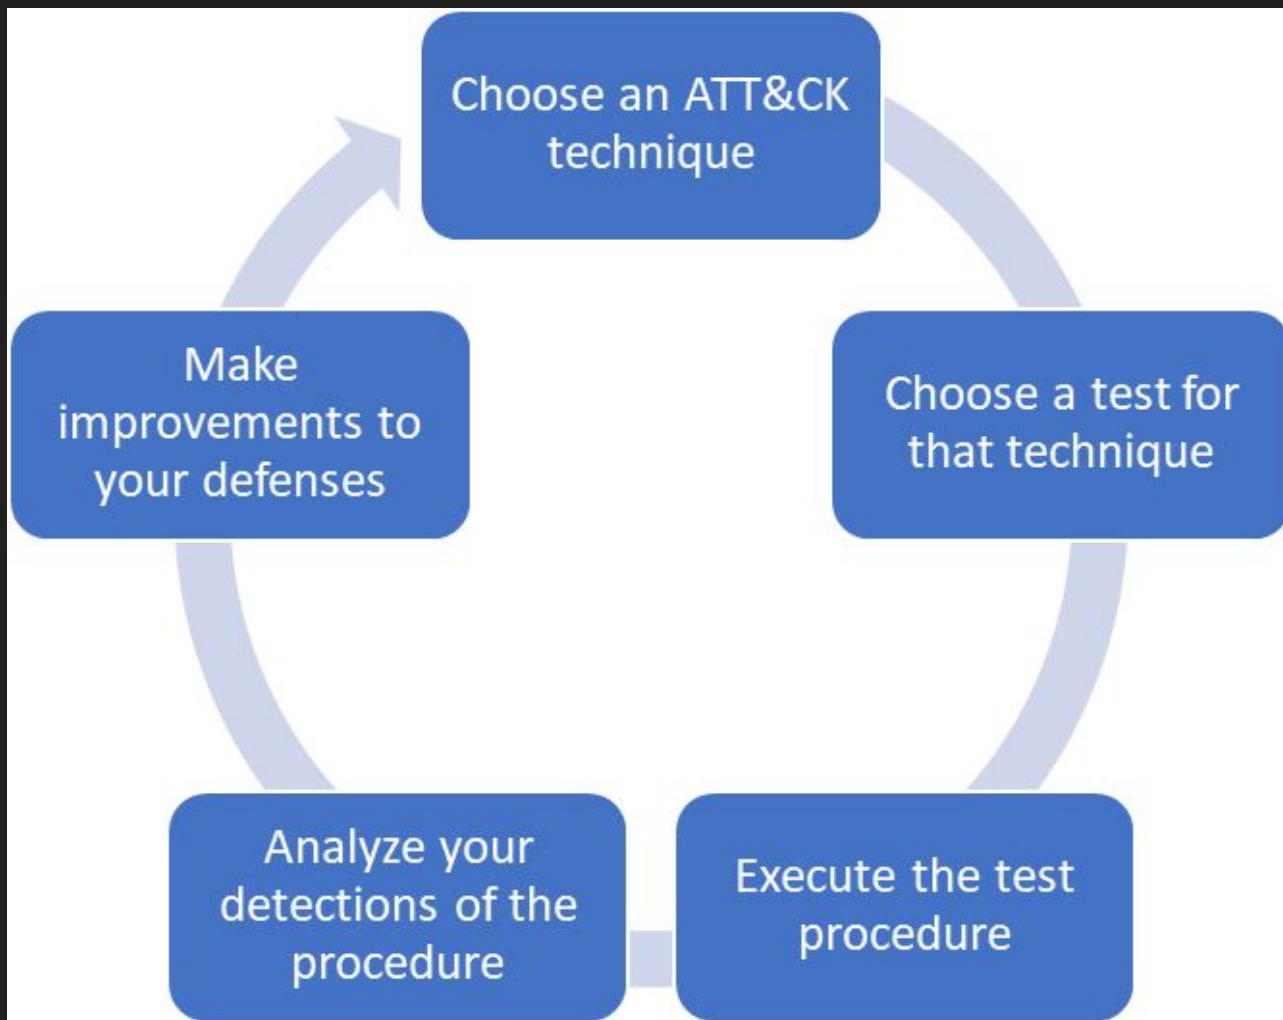 Choose an ATT&CK
technique
Choose a test for
that technique
Execute the test
procedure
Analyze your
detections of the
procedure
Make
improvements to
your defenses